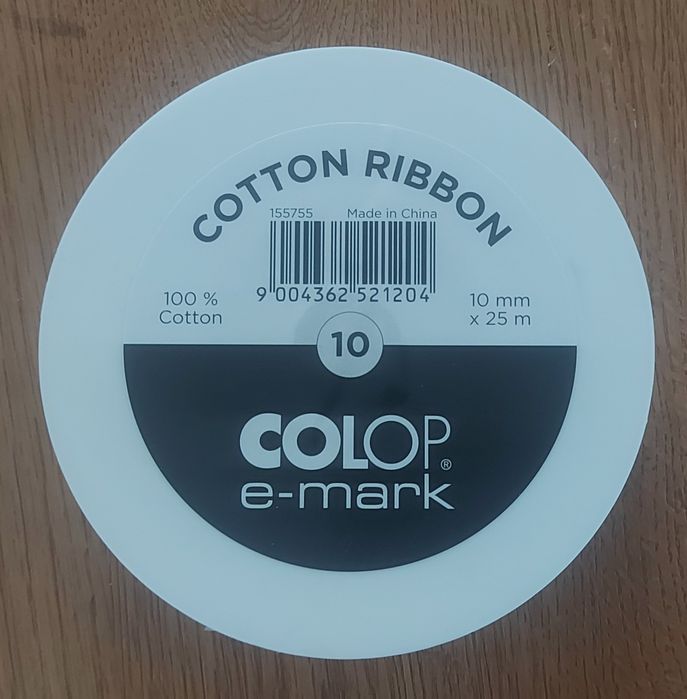 COTTON RIBBON
155755 Made in China
9 004362 521204
100 %
Cotton
10 mm
x 25 m
10
COLOP®
e-mark